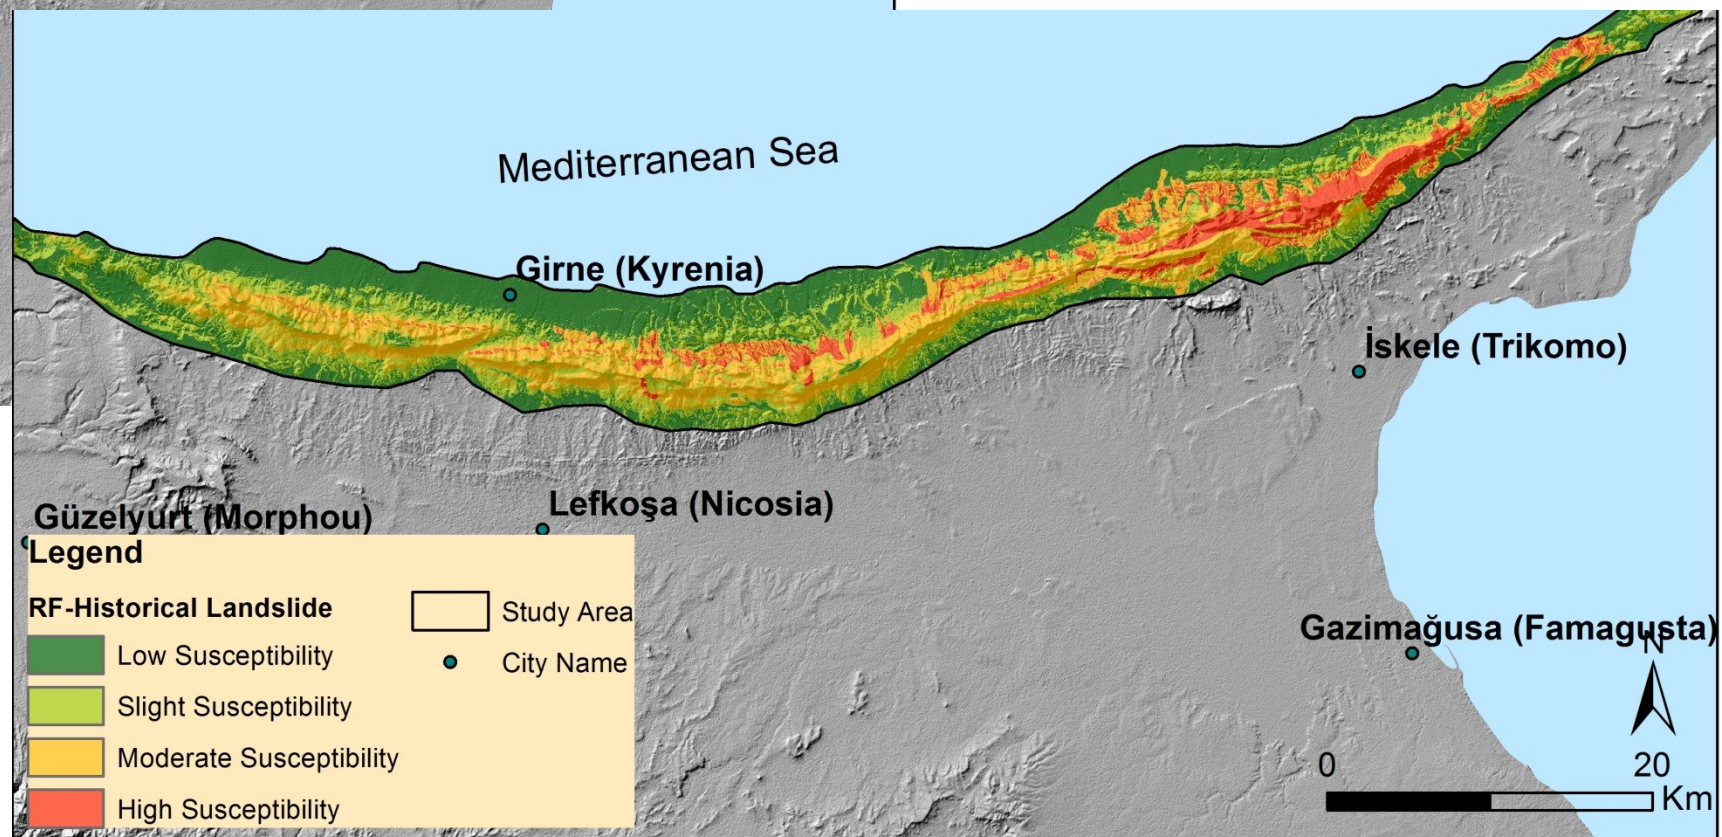 Mediterranean Sea
Girne (Kyrenia)
İskele (Trikomo)
Lefkoşa (Nicosia)
Güzelyurt (Morphou)
Gazimağusa (Famagusta)
Legend
RF-Historical Landslide
Low Susceptibility
Slight Susceptibility
Moderate Susceptibility
High Susceptibility
Study Area
City Name
N
0 20
Km